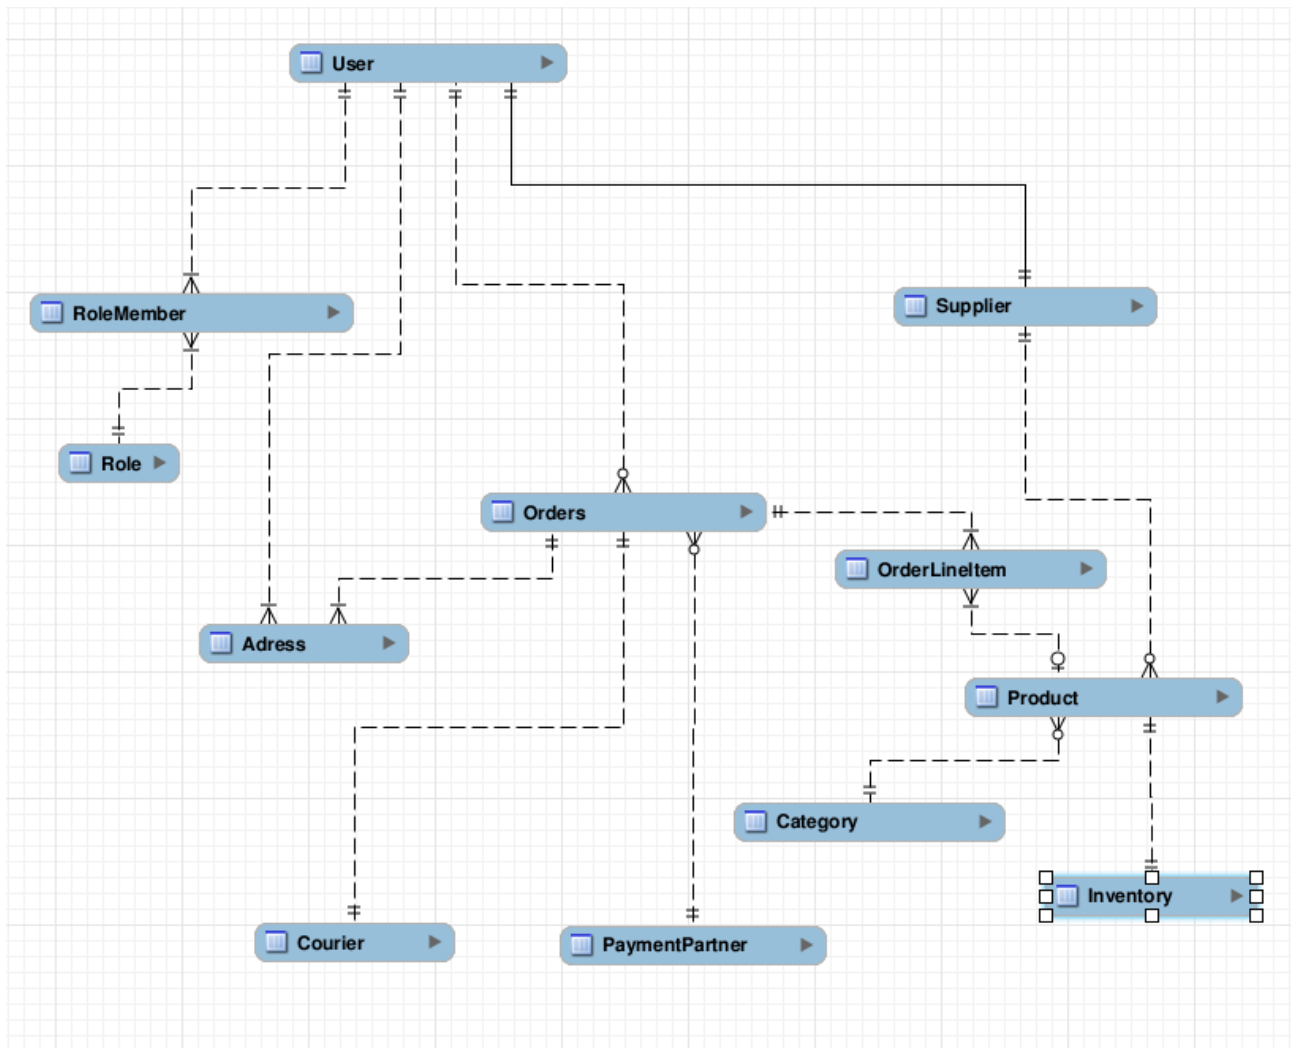 User
RoleMember
Supplier
Role
Orders
OrderLineItem
Adress
Product
Category
Inventory
Courier
PaymentPartner